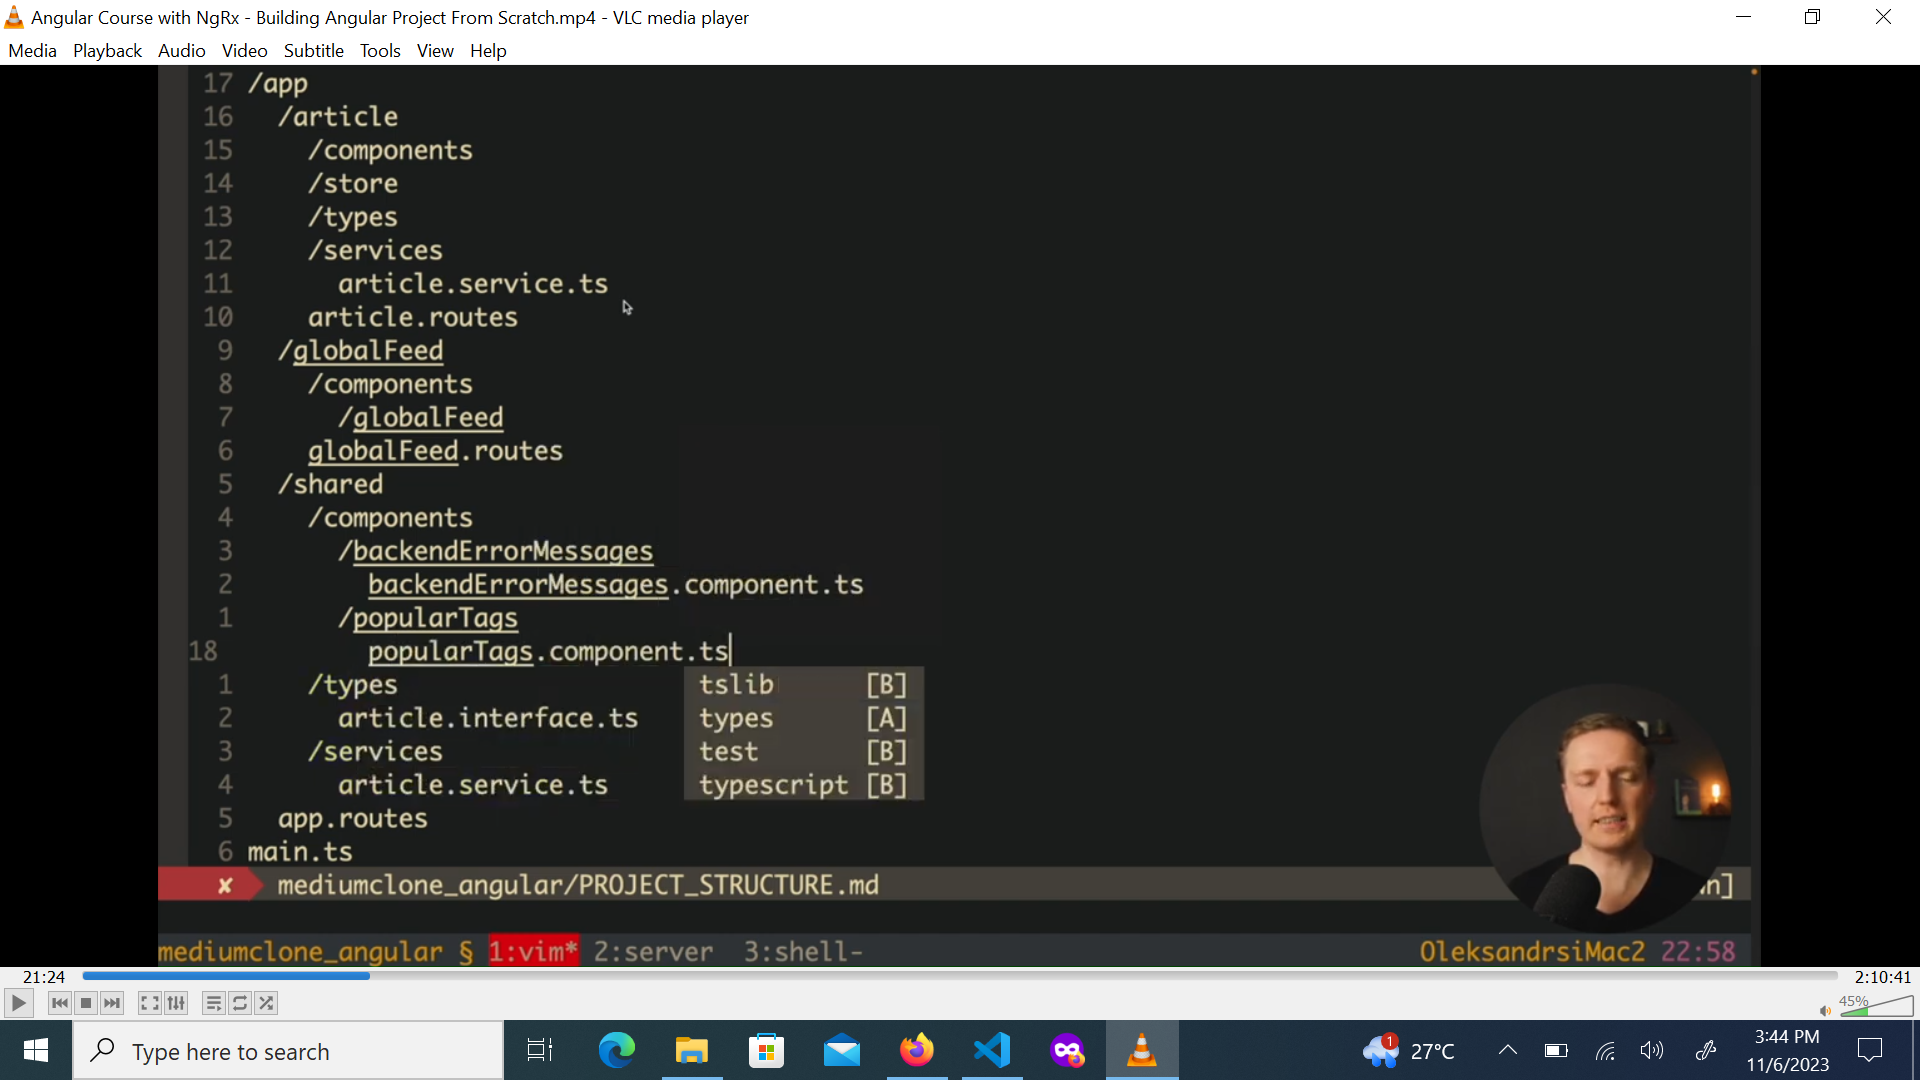 Angular Course with NgRx - Building Angular Project From Scratch.mp4 - VLC media player
Media Playback Audio Video Subtitle Tools View Help
17 /app
16 /article
15 /components
14 /store
13 /types
12 /services
11 article.service.ts
10 article.routes
9 /globalFeed
8 /components
7 /globalFeed
6 globalFeed.routes
5 /shared
4 /components
3 /backendErrorMessages
2 backendErrorMessages.component.ts
1 /popularTags
18 popularTags.component.ts
1 /types
tslib [B]
2 article.interface.ts
types [A]
3 /services
test [B]
4 article.service.ts
typescript [B]
5 app.routes
6 main.ts
✘ mediumclone_angular/PROJECT_STRUCTURE.md
n]
mediumclone_angular § 1:vim* 2:server 3:shell- OleksandrsiMac2 22:58
21:24 2:10:41
45%
Type here to search
1
27°C
3:44 PM
11/6/2023